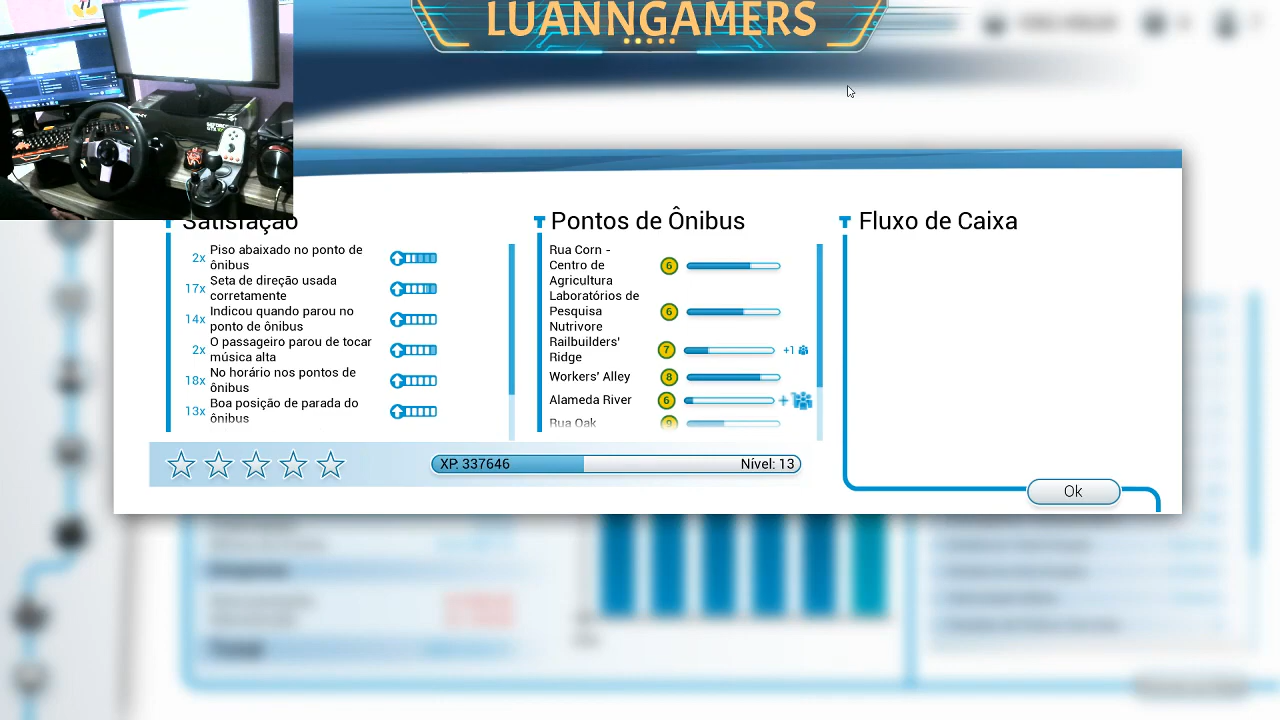 LUANNGAMERS
Satisfação
2x Piso abaixado no ponto de
ônibus
17x Seta de direção usada
corretamente
14x Indicou quando parou no
ponto de ônibus
2x O passageiro parou de tocar
música alta
18x No horário nos pontos de
ônibus
13x Boa posição de parada do
ônibus
Pontos de Ônibus
Rua Corn -
Centro de
Agricultura
6
Laboratórios de
Pesquisa
Nutrivore
6
Railbuilders'
Ridge
7 +1
Workers' Alley 8
Alameda River 6 +
Rua Oak 9
Fluxo de Caixa
XP: 337646 Nível: 13
Ok